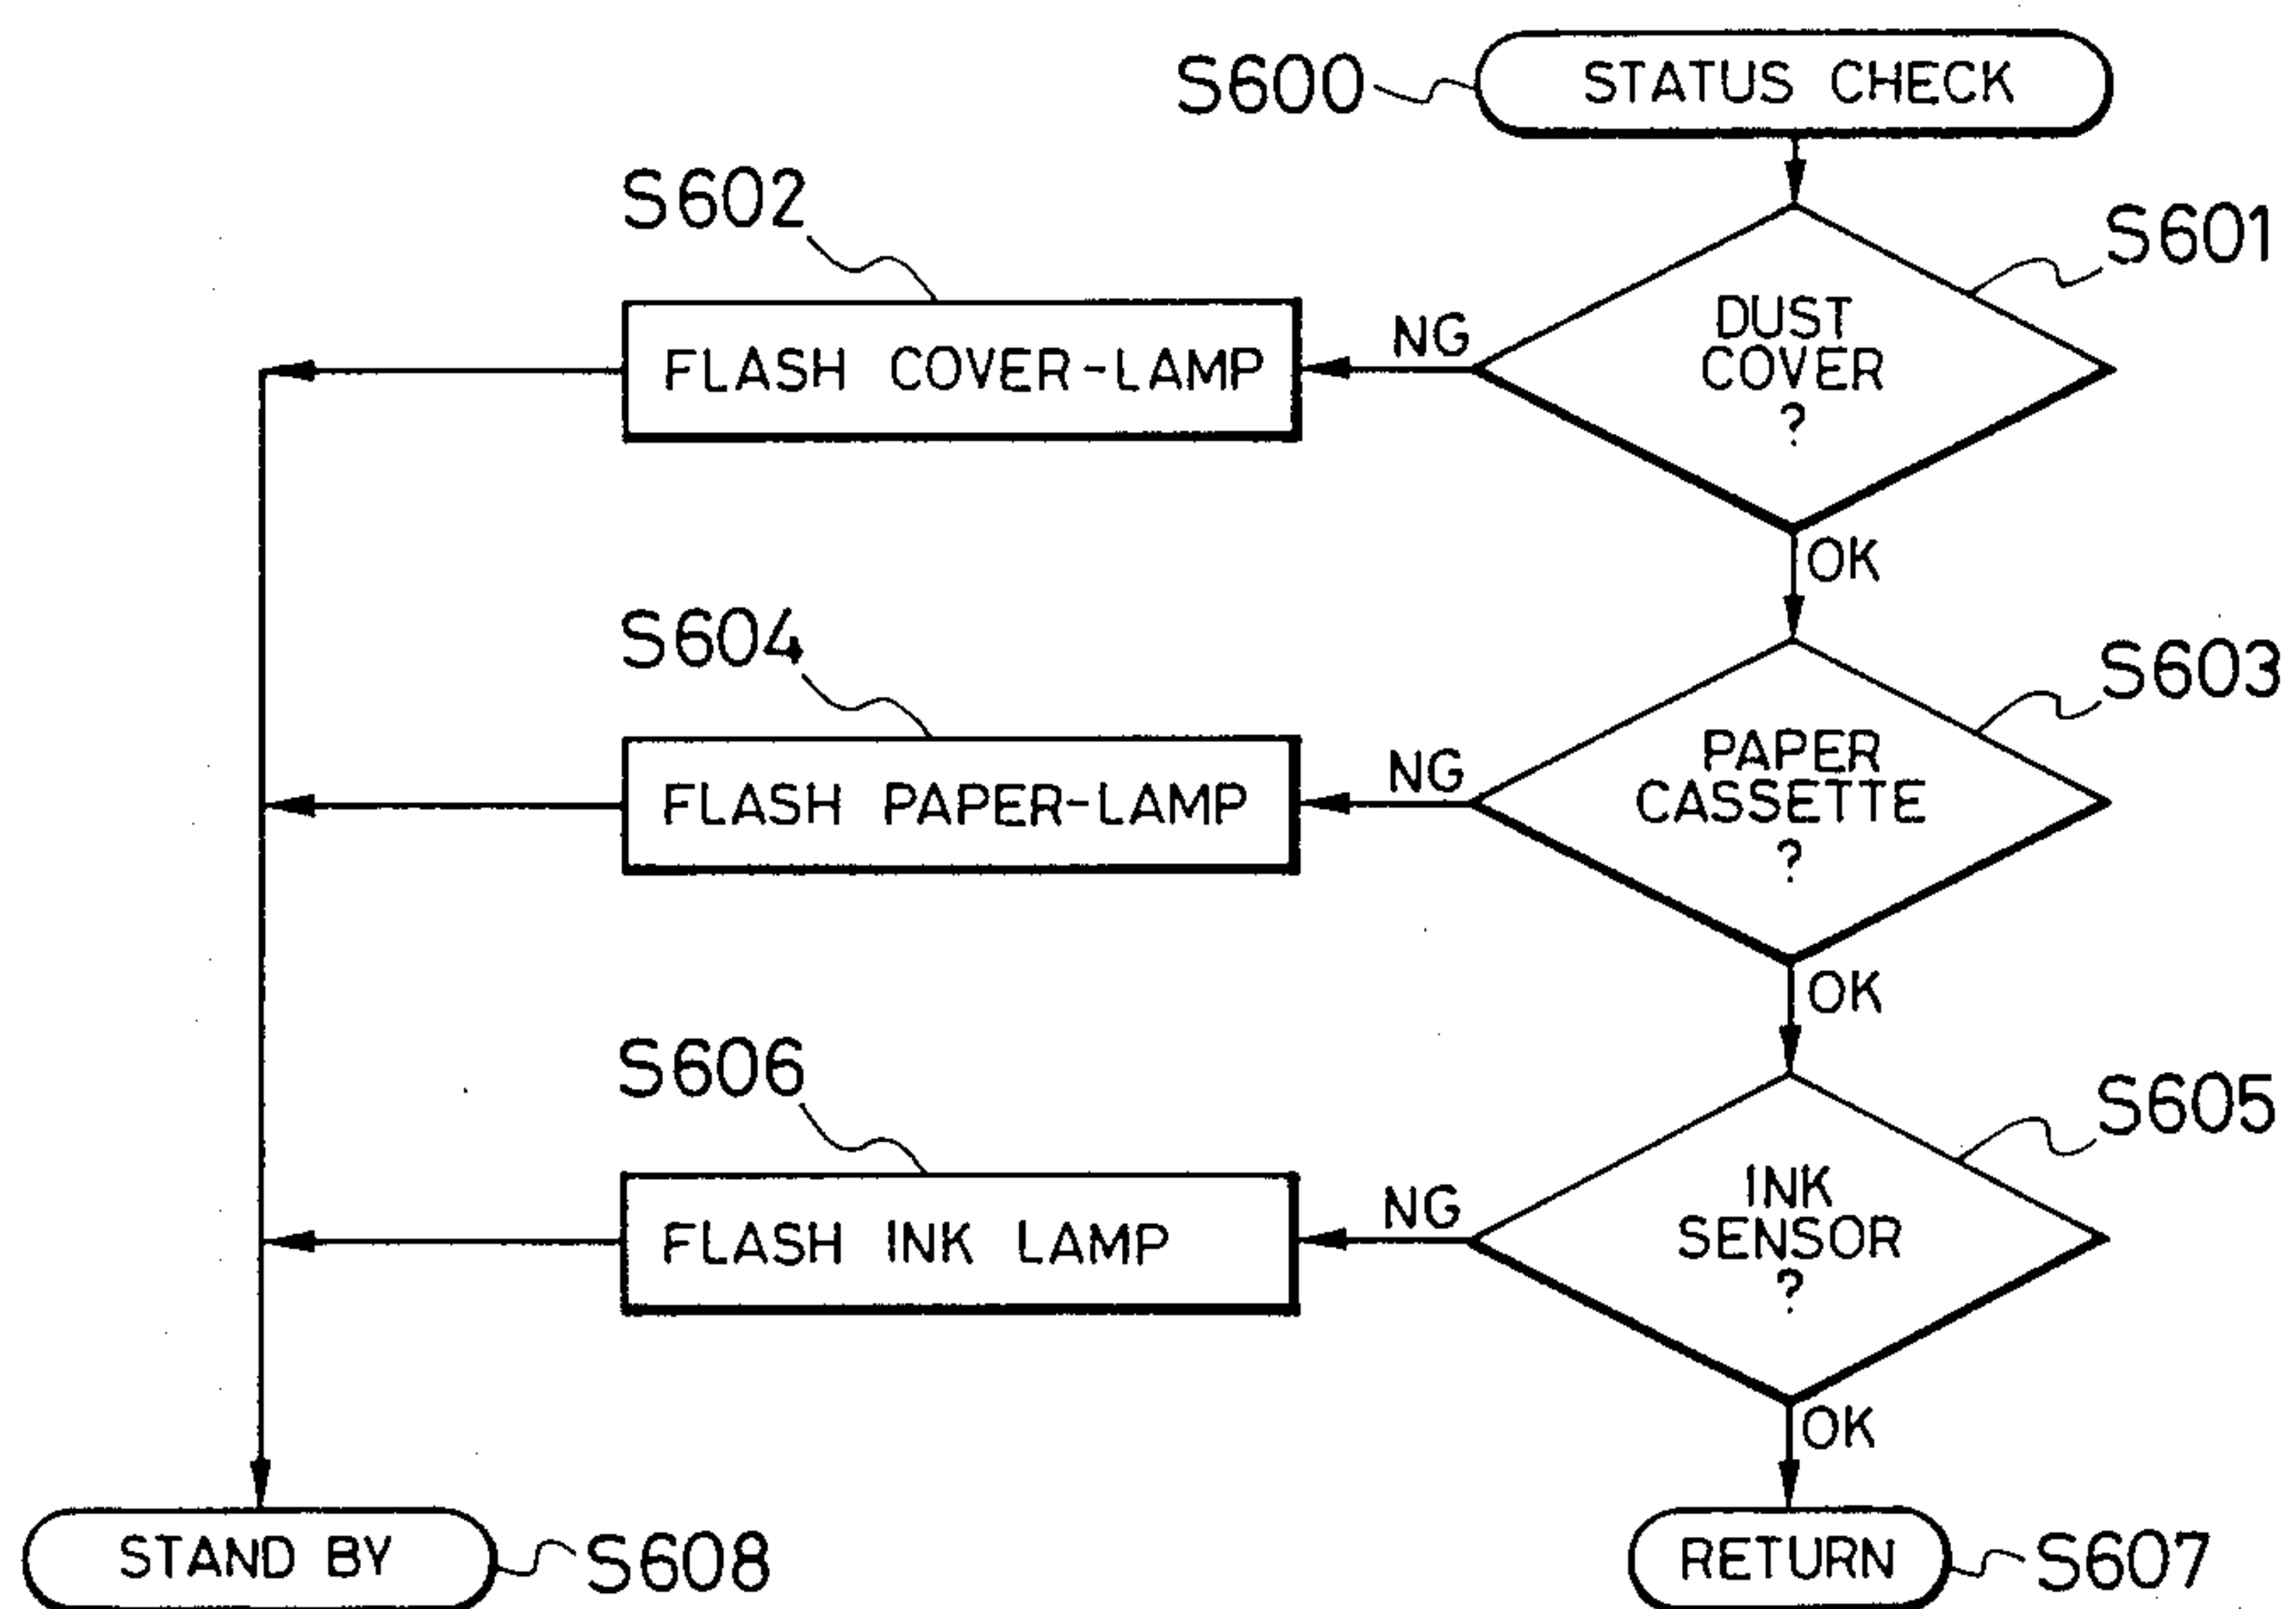 S600
STATUS CHECK
S602
S601
DUST
COVER
?
NG
FLASH COVER-LAMP
OK
S604
S603
PAPER
CASSETTE
?
NG
FLASH PAPER-LAMP
OK
S606
S605
INK
SENSOR
?
NG
FLASH INK LAMP
OK
STAND BY
S608
RETURN
S607